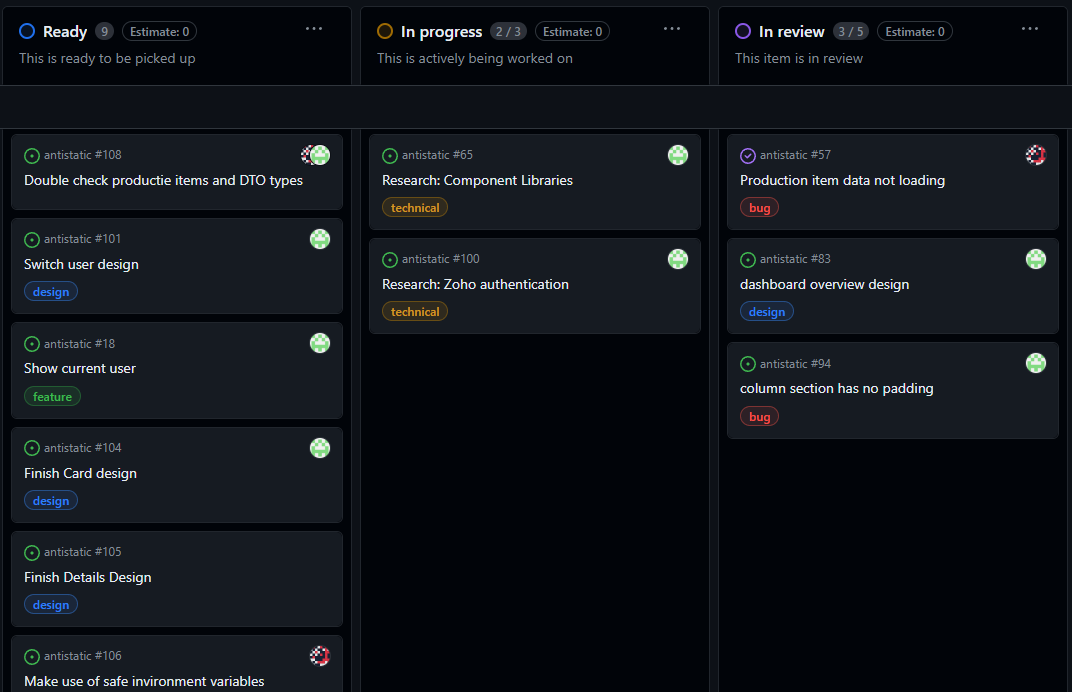 Ready 9 Estimate: 0 ...
This is ready to be picked up
antistatic #108
Double check productie items and DTO types
antistatic #101
Switch user design
design
antistatic #18
Show current user
feature
antistatic #104
Finish Card design
design
antistatic #105
Finish Details Design
design
antistatic #106
Make use of safe invironment variables
In progress 2 / 3 Estimate: 0 ...
This is actively being worked on
antistatic #65
Research: Component Libraries
technical
antistatic #100
Research: Zoho authentication
technical
In review 3 / 5 Estimate: 0 ...
This item is in review
antistatic #57
Production item data not loading
bug
antistatic #83
dashboard overview design
design
antistatic #94
column section has no padding
bug